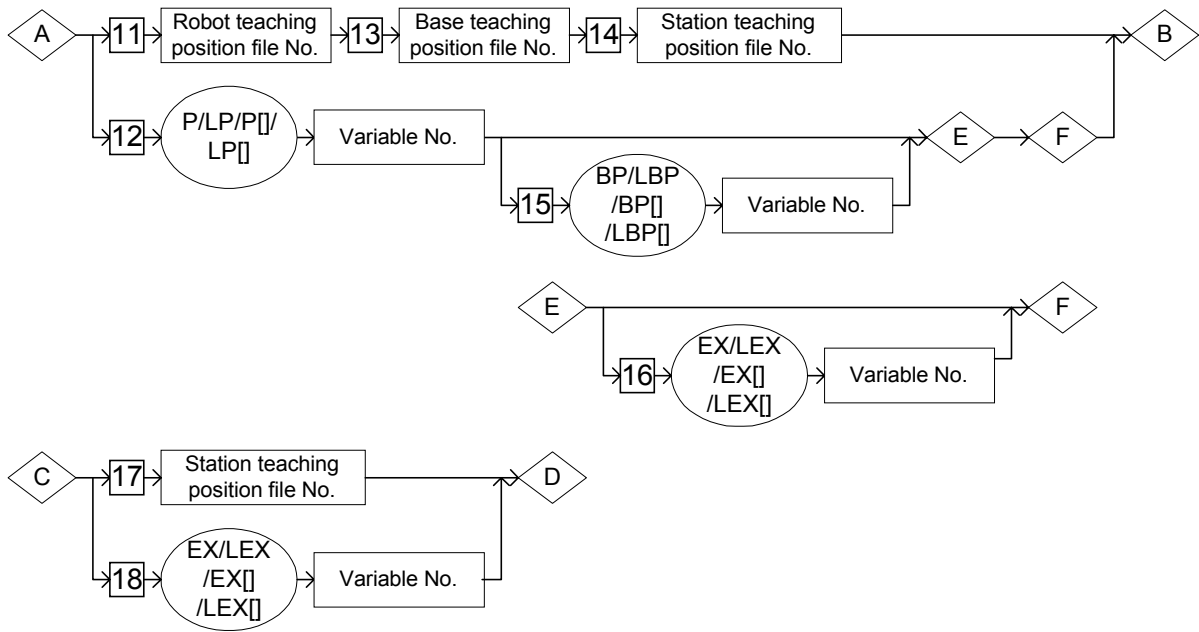 A
11
Robot teaching
position file No.
13
Base teaching
position file No.
14
Station teaching
position file No.
B
12
P/LP/P[]/
LP[]
Variable No.
E
F
15
BP/LBP
/BP[]
/LBP[]
Variable No.
E
F
16
EX/LEX
/EX[]
/LEX[]
Variable No.
C
17
Station teaching
position file No.
D
18
EX/LEX
/EX[]
/LEX[]
Variable No.